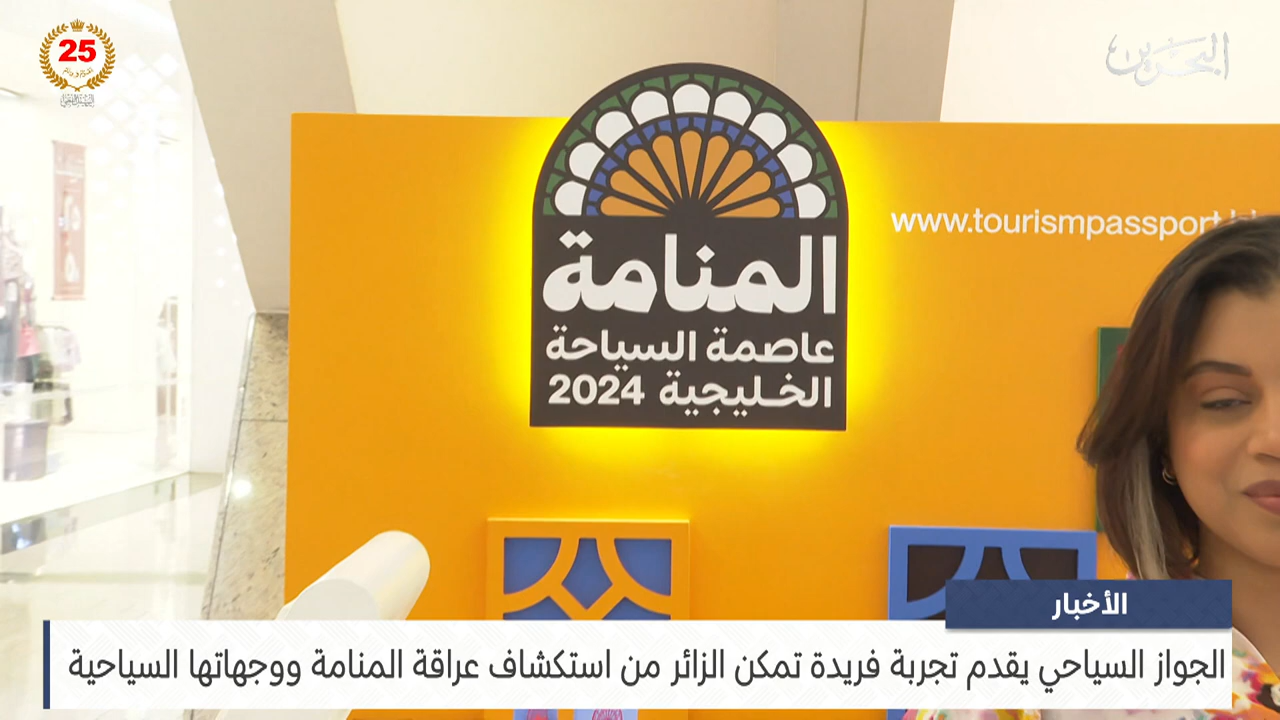 25
البحرين
www.tourismpassport
المنامة
عاصمة السياحة
الخليجية 2024
الأخبار
الجواز السياحي يقدم تجربة فريدة تمكن الزائر من استكشاف عراقة المنامة ووجهاتها السياحية